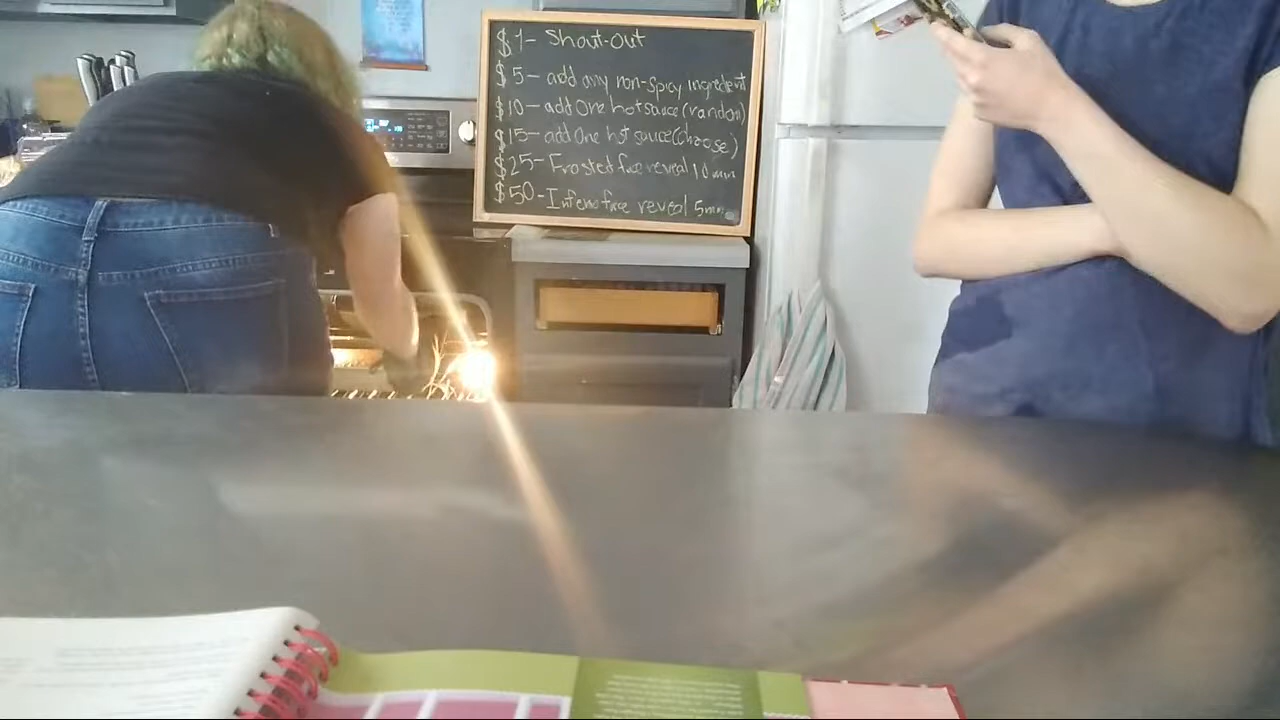 $1- Shout-out
$5- add any non-spicy ingredient
$10- add One hot sauce (random)
$15- add One hot sauce (choose)
$25- Frosted face reveal 10 min
$50- Inferno face reveal 5 min